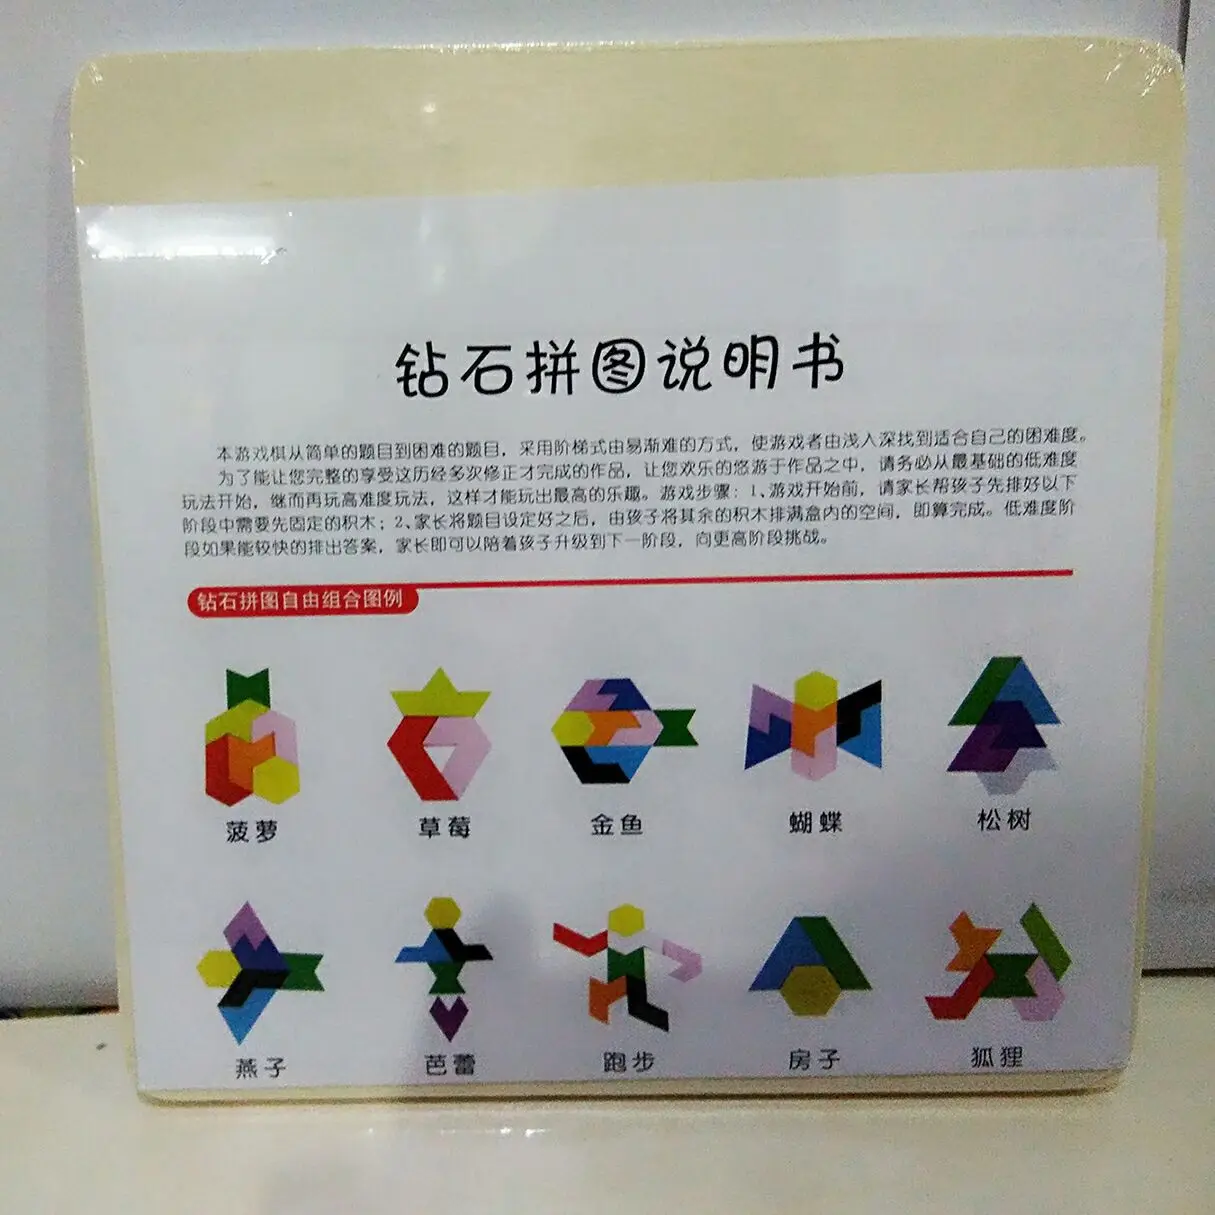 钻石拼图说明书
本游戏棋从简单的题目到困难的题目，采用阶梯式由易渐难的方式，使游戏者由浅入深找到适合自己的困难度。
为了能让您完整的享受这历经多次修正才完成的作品，让您欢乐的悠游于作品之中，请务必从最基础的低难度
玩法开始，继而再玩高难度玩法，这样才能玩出最高的乐趣。游戏步骤：1、游戏开始前，请家长帮孩子先排好以下
阶段中需要先固定的积木；2、家长将题目设定好之后，由孩子将其余的积木排满盒内的空间，即算完成。低难度阶
段如果能较快的排出答案，家长即可以陪着孩子升级到下一阶段，向更高阶段挑战。
钻石拼图自由组合图例
菠萝 草莓 金鱼 蝴蝶 松树
燕子 芭蕾 跑步 房子 狐狸